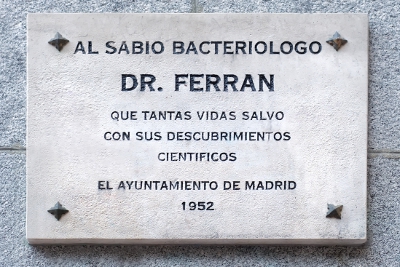 AL SABIO BACTERIOLOGO
DR. FERRAN
QUE TANTAS VIDAS SALVO
CON SUS DESCUBRIMIENTOS
CIENTIFICOS
EL AYUNTAMIENTO DE MADRID
1952